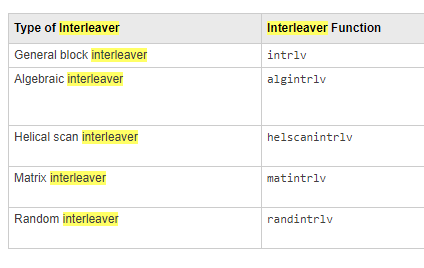 Type of Interleaver Interleaver Function
General block interleaver intrlv
Algebraic interleaver algintrlv
Helical scan interleaver helscanintrlv
Matrix interleaver matintrlv
Random interleaver randintrlv